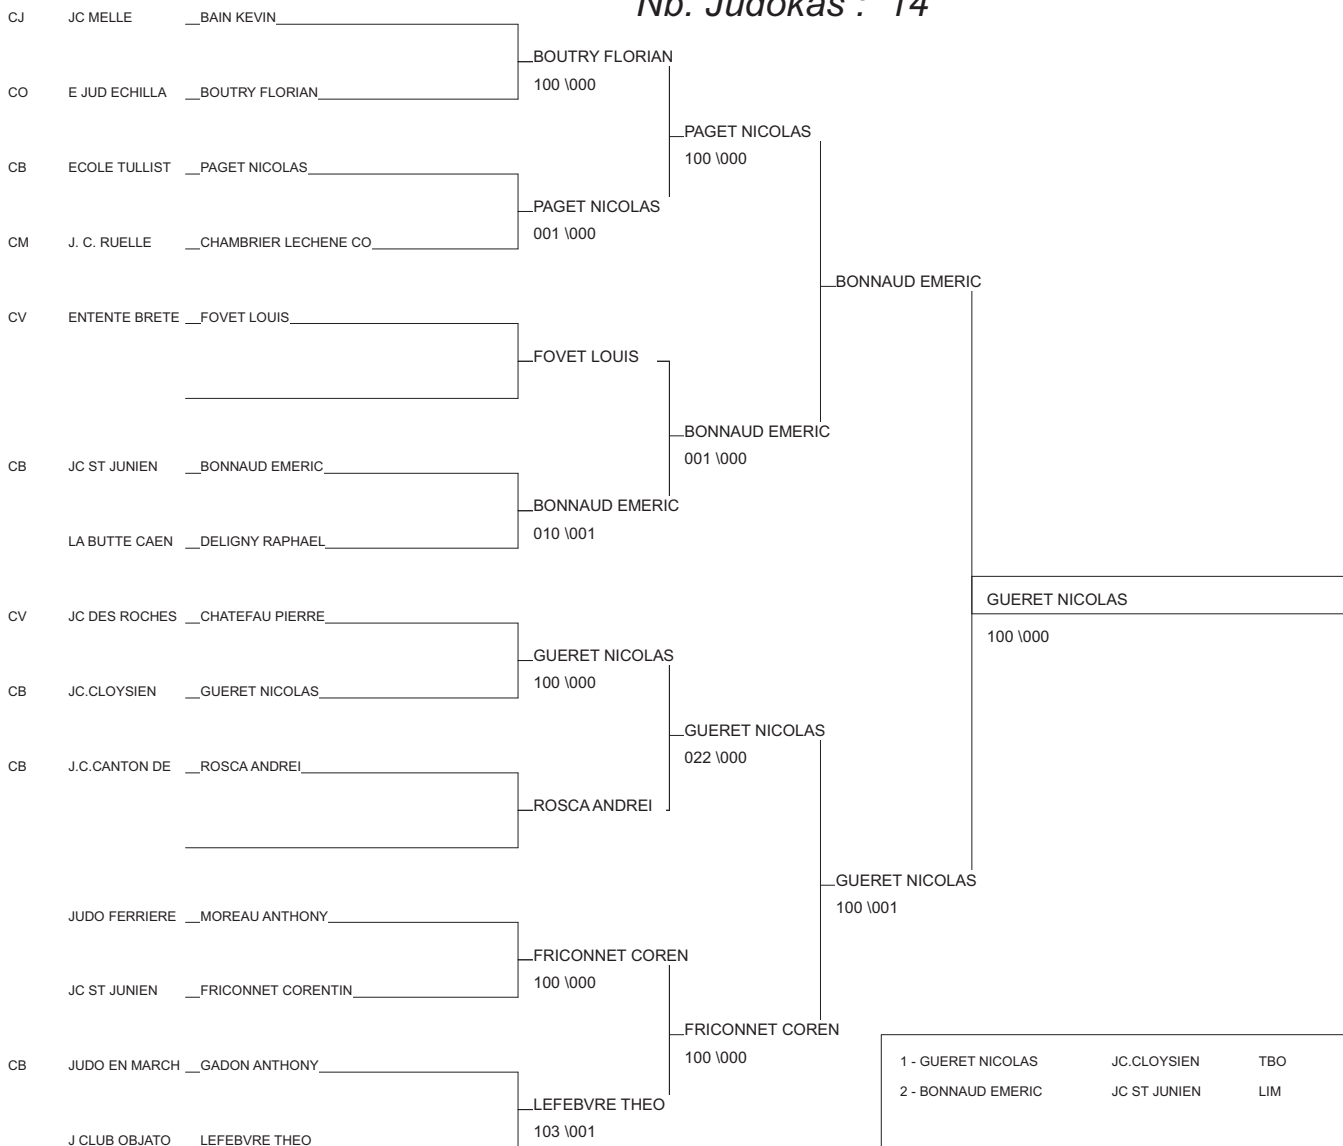 Nb. Judokas : 14
CJ JC MELLE BAIN KEVIN
BOUTRY FLORIAN
100 \000
CO E JUD ECHILLA BOUTRY FLORIAN
PAGET NICOLAS
100 \000
CB ECOLE TULLIST PAGET NICOLAS
PAGET NICOLAS
001 \000
CM J. C. RUELLE CHAMBRIER LECHENE CO
BONNAUD EMERIC
CV ENTENTE BRETE FOVET LOUIS
FOVET LOUIS
BONNAUD EMERIC
001 \000
CB JC ST JUNIEN BONNAUD EMERIC
BONNAUD EMERIC
010 \001
LA BUTTE CAEN DELIGNY RAPHAEL
GUERET NICOLAS
100 \000
CV JC DES ROCHES CHATEFAU PIERRE
GUERET NICOLAS
100 \000
CB JC.CLOYSIEN GUERET NICOLAS
GUERET NICOLAS
022 \000
CB J.C.CANTON DE ROSCA ANDREI
ROSCA ANDREI
GUERET NICOLAS
100 \001
JUDO FERRIERE MOREAU ANTHONY
FRICONNET COREN
100 \000
JC ST JUNIEN FRICONNET CORENTIN
FRICONNET COREN
100 \000
CB JUDO EN MARCH GADON ANTHONY
LEFEBVRE THEO
103 \001
J CLUB OBJATO LEFEBVRE THEO
1 - GUERET NICOLAS JC.CLOYSIEN TBO
2 - BONNAUD EMERIC JC ST JUNIEN LIM